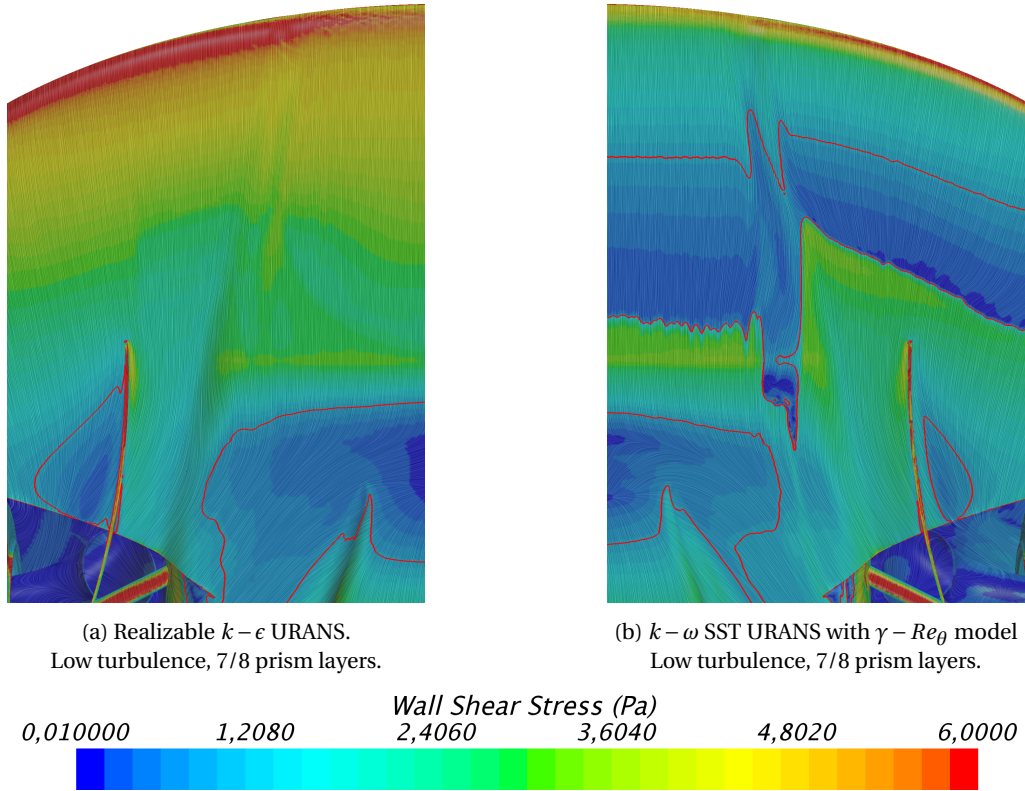 (a) Realizable k − ϵ URANS.
Low turbulence, 7/8 prism layers.
(b) k − ω SST URANS with γ − Reθ model
Low turbulence, 7/8 prism layers.
Wall Shear Stress (Pa)
0,010000 1,2080 2,4060 3,6040 4,8020 6,0000